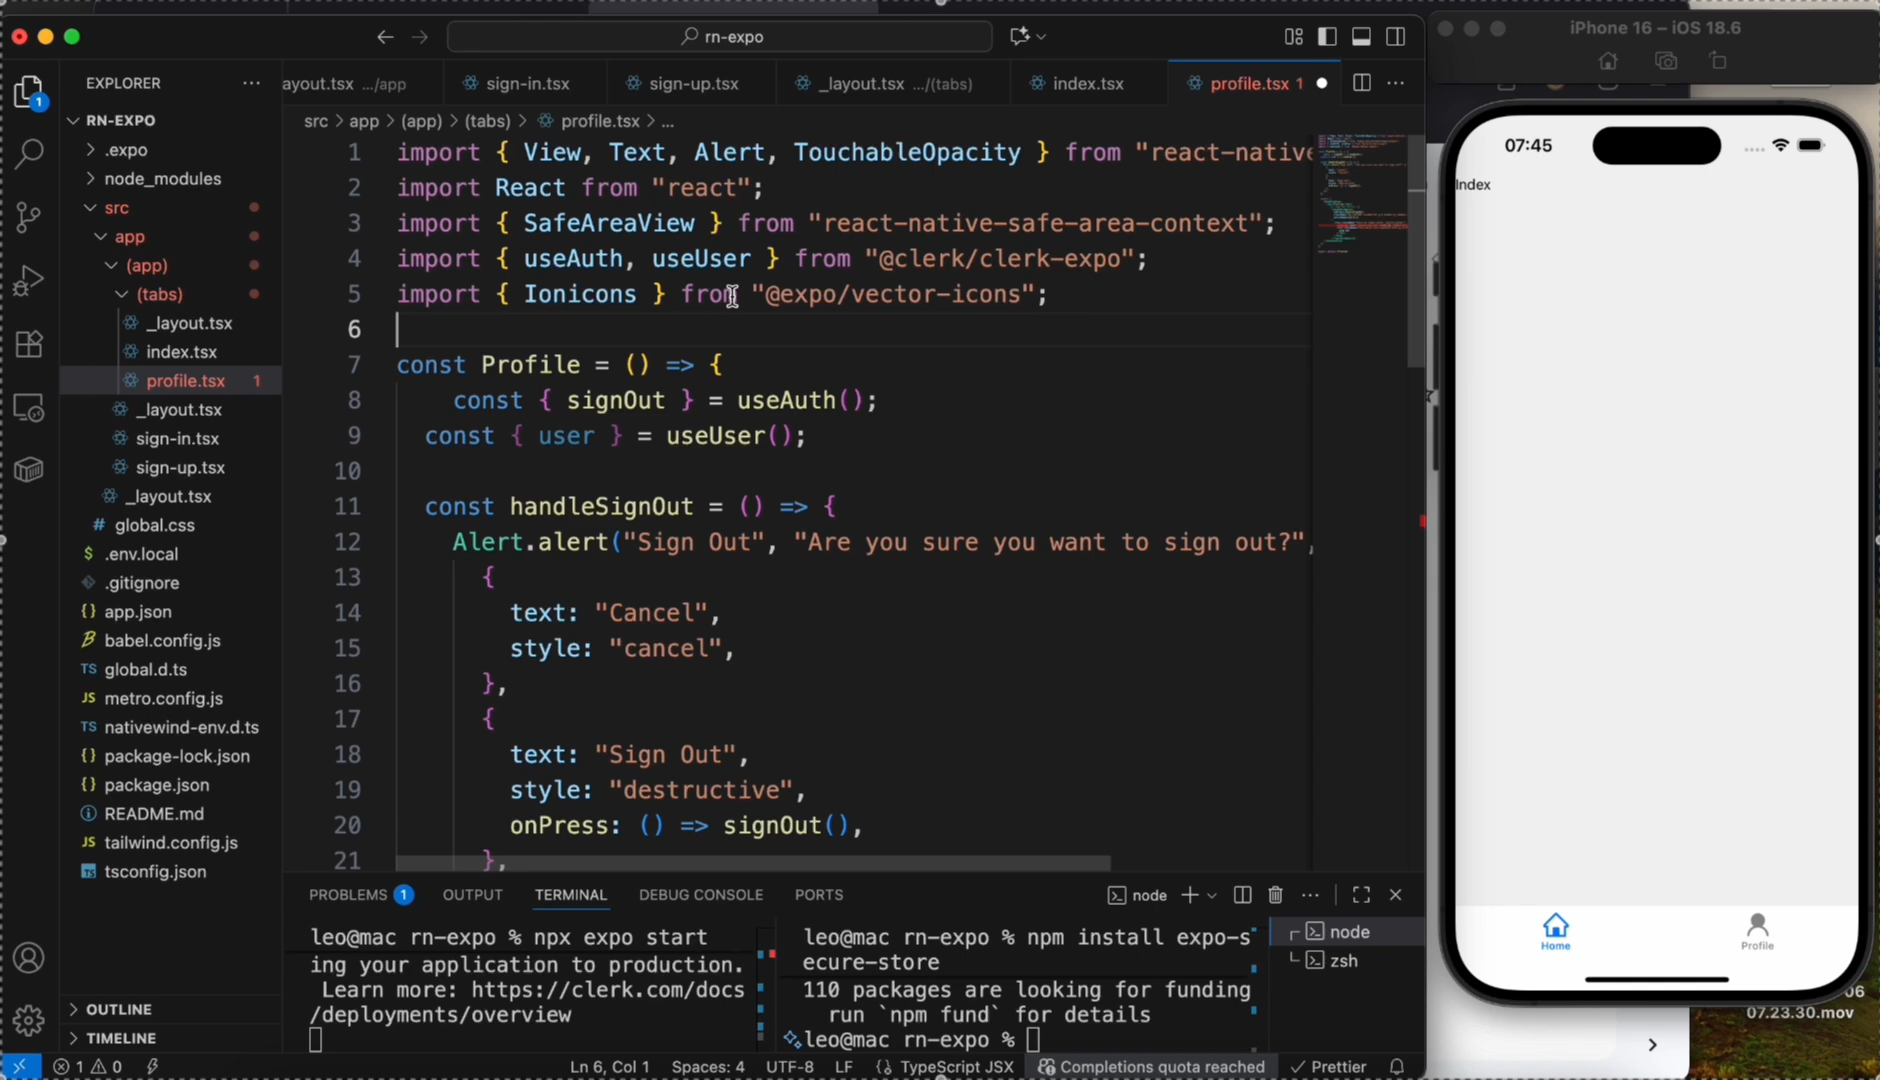 rn-expo
EXPLORER
RN-EXPO
.expo
node_modules
src
app
(app)
(tabs)
_layout.tsx
index.tsx
profile.tsx 1
_layout.tsx
sign-in.tsx
sign-up.tsx
_layout.tsx
# global.css
$ .env.local
.gitignore
{} app.json
babel.config.js
TS global.d.ts
JS metro.config.js
TS nativewind-env.d.ts
{} package-lock.json
{} package.json
README.md
JS tailwind.config.js
TS tsconfig.json
OUTLINE
TIMELINE
1
ayout.tsx .../app
sign-in.tsx
sign-up.tsx
_layout.tsx .../(tabs)
index.tsx
profile.tsx 1
src > app > (app) > (tabs) > profile.tsx > ...
1 import { View, Text, Alert, TouchableOpacity } from "react-native
2 import React from "react";
3 import { SafeAreaView } from "react-native-safe-area-context";
4 import { useAuth, useUser } from "@clerk/clerk-expo";
5 import { Ionicons } from "@expo/vector-icons";
6
7 const Profile = () => {
8 const { signOut } = useAuth();
9 const { user } = useUser();
10
11 const handleSignOut = () => {
12 Alert.alert("Sign Out", "Are you sure you want to sign out?",
13 {
14 text: "Cancel",
15 style: "cancel",
16 },
17 {
18 text: "Sign Out",
19 style: "destructive",
20 onPress: () => signOut(),
21 },
PROBLEMS 1
OUTPUT
TERMINAL
DEBUG CONSOLE
PORTS
node
leo@mac rn-expo % npx expo start
ing your application to production.
Learn more: https://clerk.com/docs
/deployments/overview
leo@mac rn-expo % npm install expo-s
ecure-store
110 packages are looking for funding
run `npm fund` for details
leo@mac rn-expo %
node
zsh
1 0
Ln 6, Col 1
Spaces: 4
UTF-8
LF
{} TypeScript JSX
Completions quota reached
Prettier
iPhone 16 – iOS 18.6
07:45
Index
Home
Profile
06
07.23.30.mov